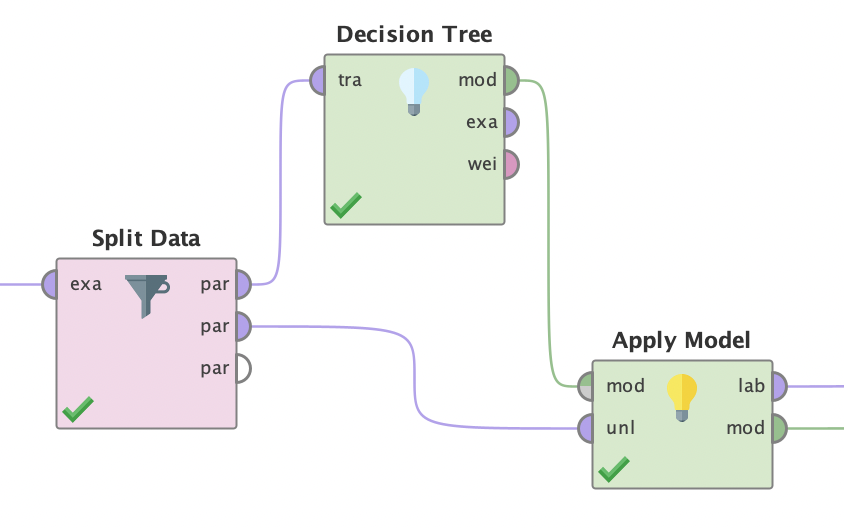 Decision Tree
tra mod
exa
wei
Split Data
exa par
par
par
Apply Model
mod lab
unl mod